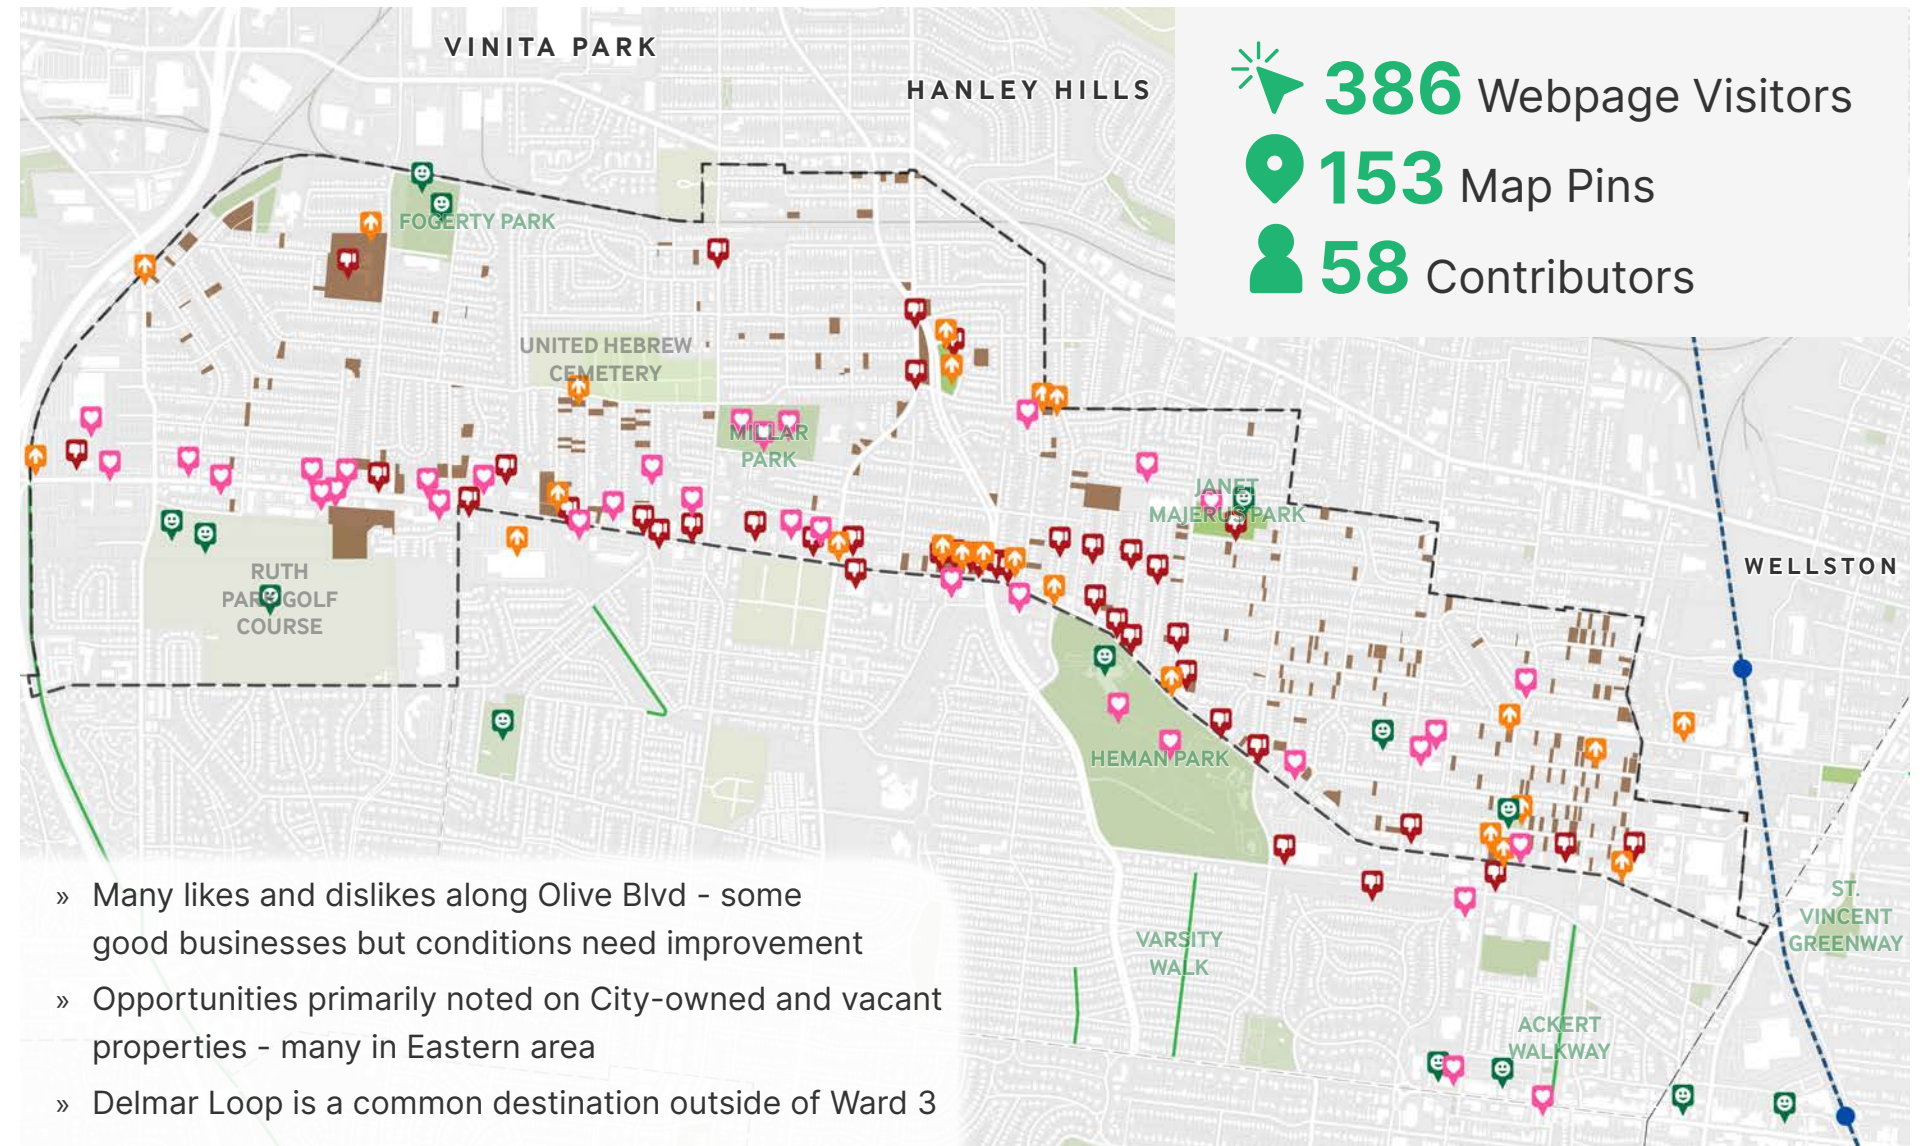 VINITA PARK
HANLEY HILLS
386 Webpage Visitors
153 Map Pins
58 Contributors
FOGERTY PARK
UNITED HEBREW
CEMETERY
MILLAR
PARK
JANET
MAJERUS PARK
WELLSTON
RUTH
PARK GOLF
COURSE
HEMAN PARK
» Many likes and dislikes along Olive Blvd - some
good businesses but conditions need improvement
» Opportunities primarily noted on City-owned and vacant
properties - many in Eastern area
» Delmar Loop is a common destination outside of Ward 3
VARSITY
WALK
ST.
VINCENT
GREENWAY
ACKERT
WALKWAY